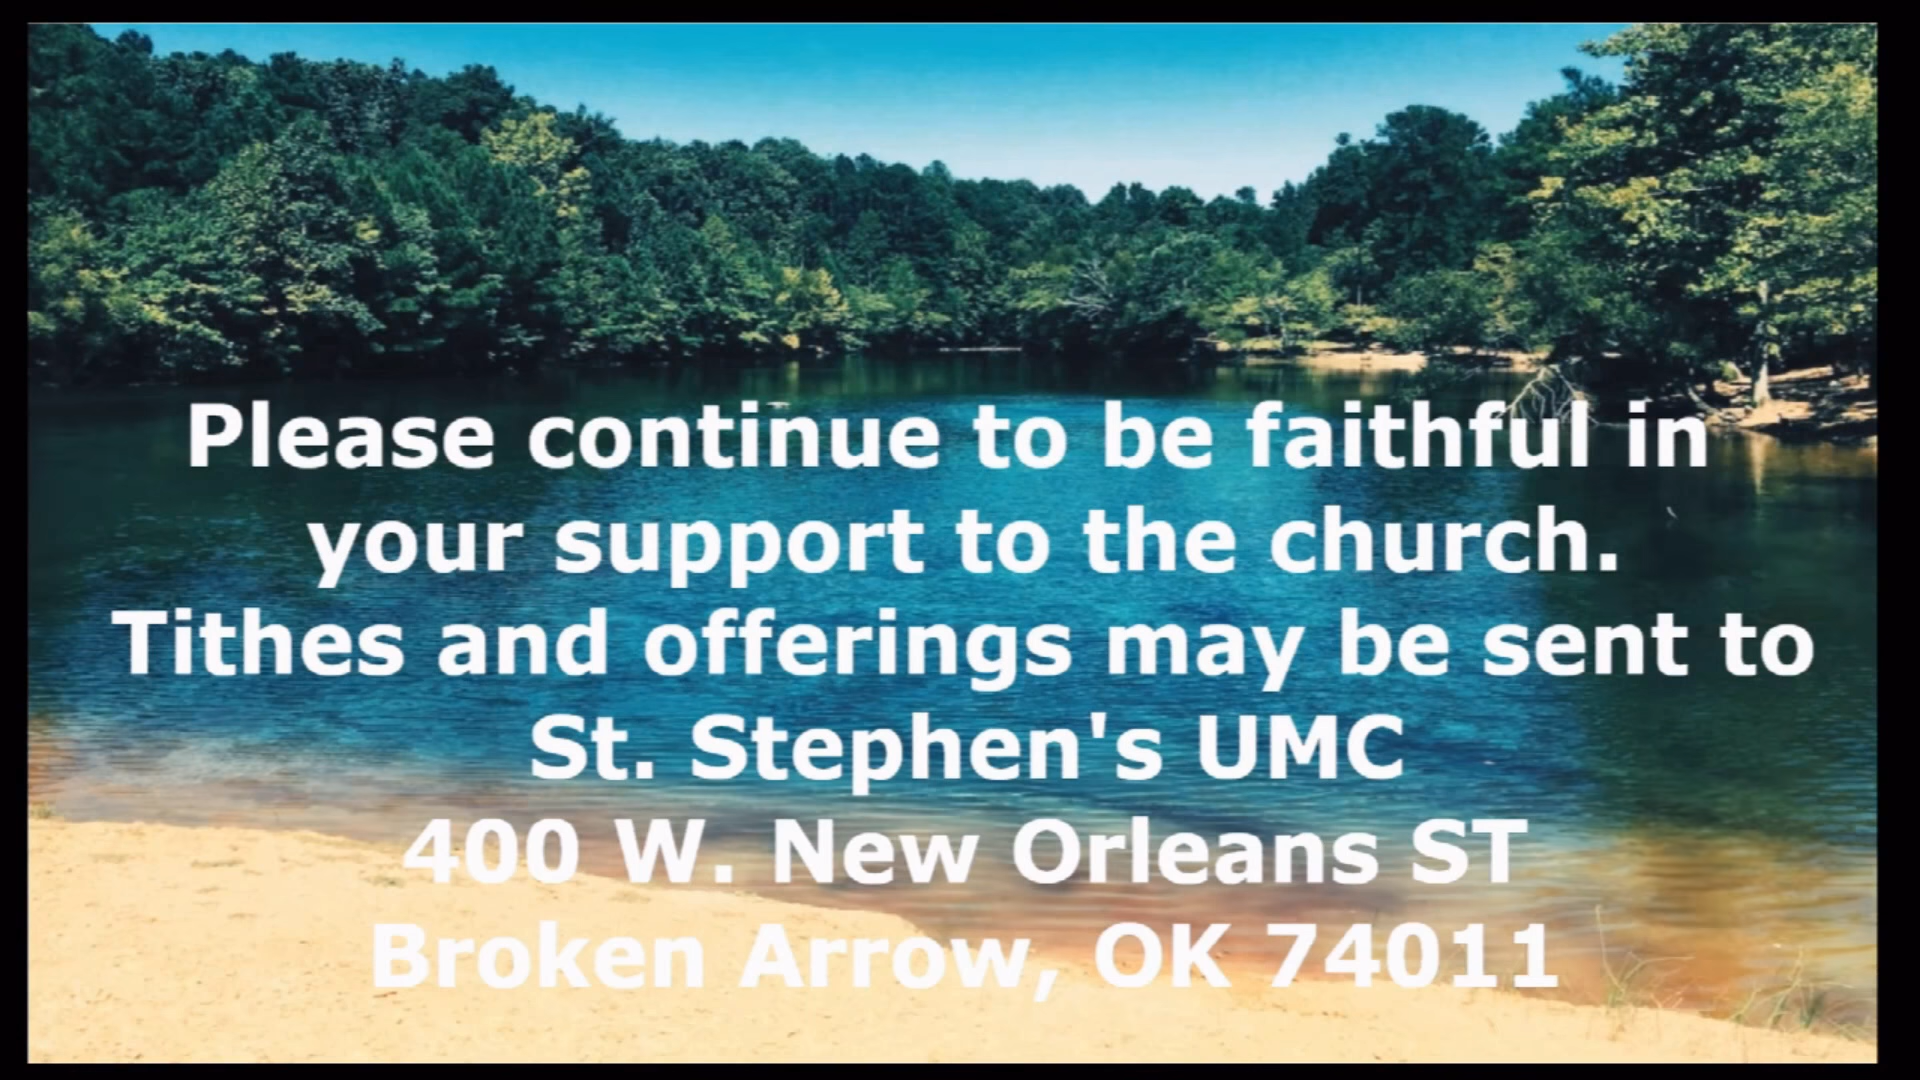 Please continue to be faithful in
your support to the church.
Tithes and offerings may be sent to
St. Stephen's UMC
400 W. New Orleans ST
Broken Arrow, OK 74011